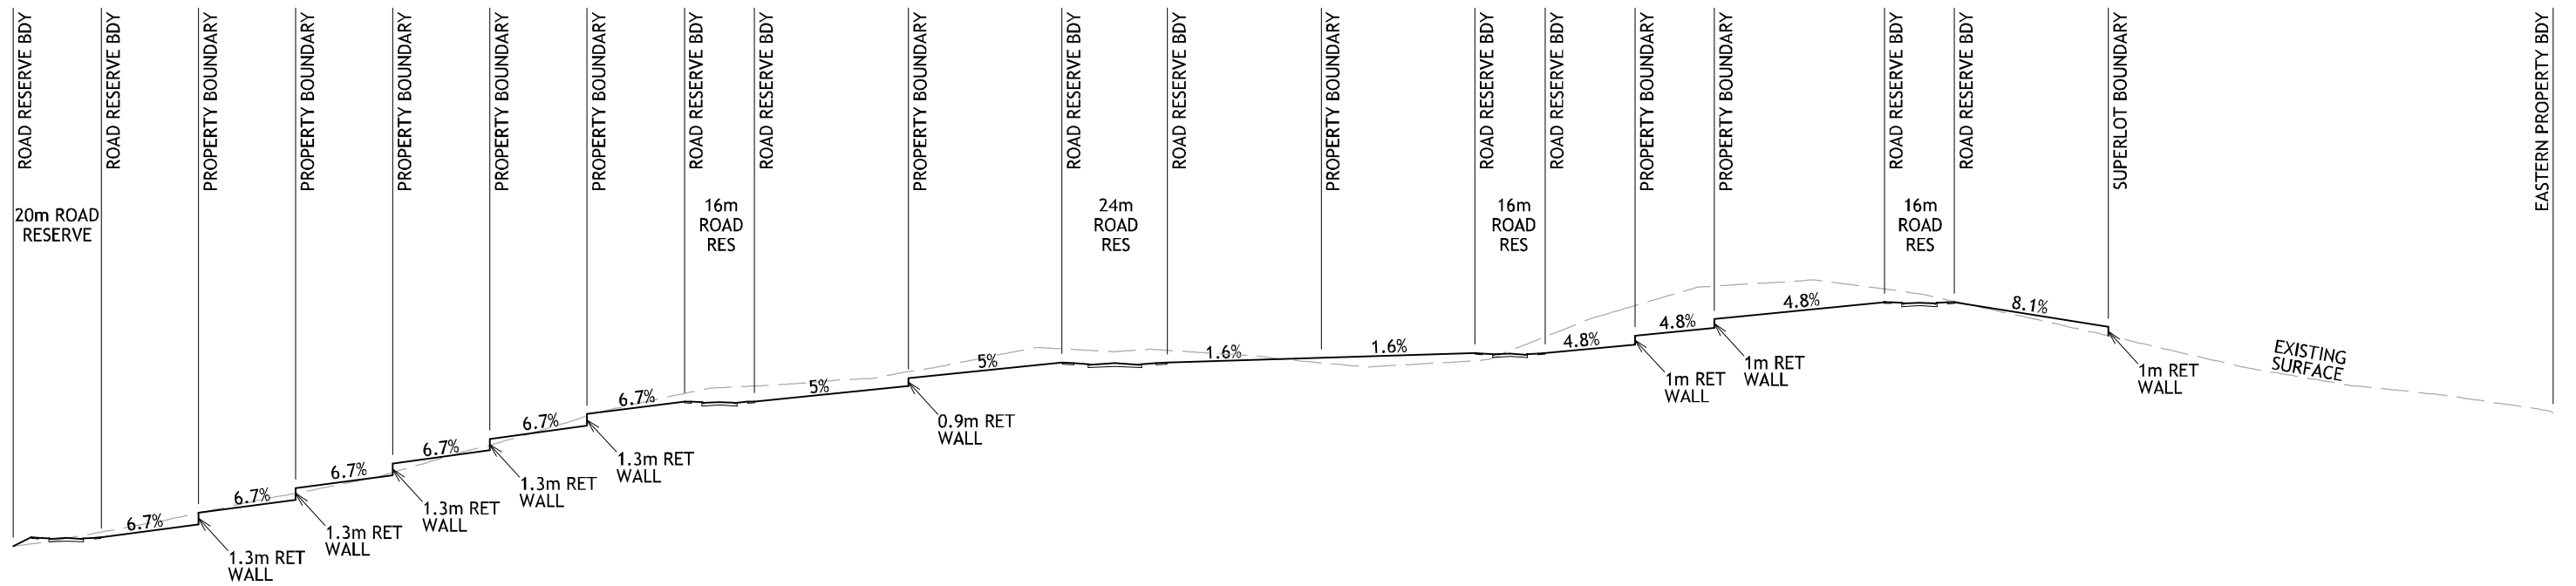 ROAD RESERVE BDY
ROAD RESERVE BDY
PROPERTY BOUNDARY
PROPERTY BOUNDARY
PROPERTY BOUNDARY
PROPERTY BOUNDARY
PROPERTY BOUNDARY
ROAD RESERVE BDY
ROAD RESERVE BDY
PROPERTY BOUNDARY
ROAD RESERVE BDY
ROAD RESERVE BDY
PROPERTY BOUNDARY
ROAD RESERVE BDY
ROAD RESERVE BDY
PROPERTY BOUNDARY
PROPERTY BOUNDARY
ROAD RESERVE BDY
ROAD RESERVE BDY
SUPERLOT BOUNDARY
EASTERN PROPERTY BDY
20m ROAD
RESERVE
16m
ROAD
RES
24m
ROAD
RES
16m
ROAD
RES
16m
ROAD
RES
6.7%
6.7%
6.7%
6.7%
6.7%
6.7%
5%
5%
1.6%
1.6%
4.8%
4.8%
4.8%
8.1%
1.3m RET
WALL
1.3m RET
WALL
1.3m RET
WALL
1.3m RET
WALL
1.3m RET
WALL
0.9m RET
WALL
1m RET
WALL
1m RET
WALL
1m RET
WALL
EXISTING
SURFACE